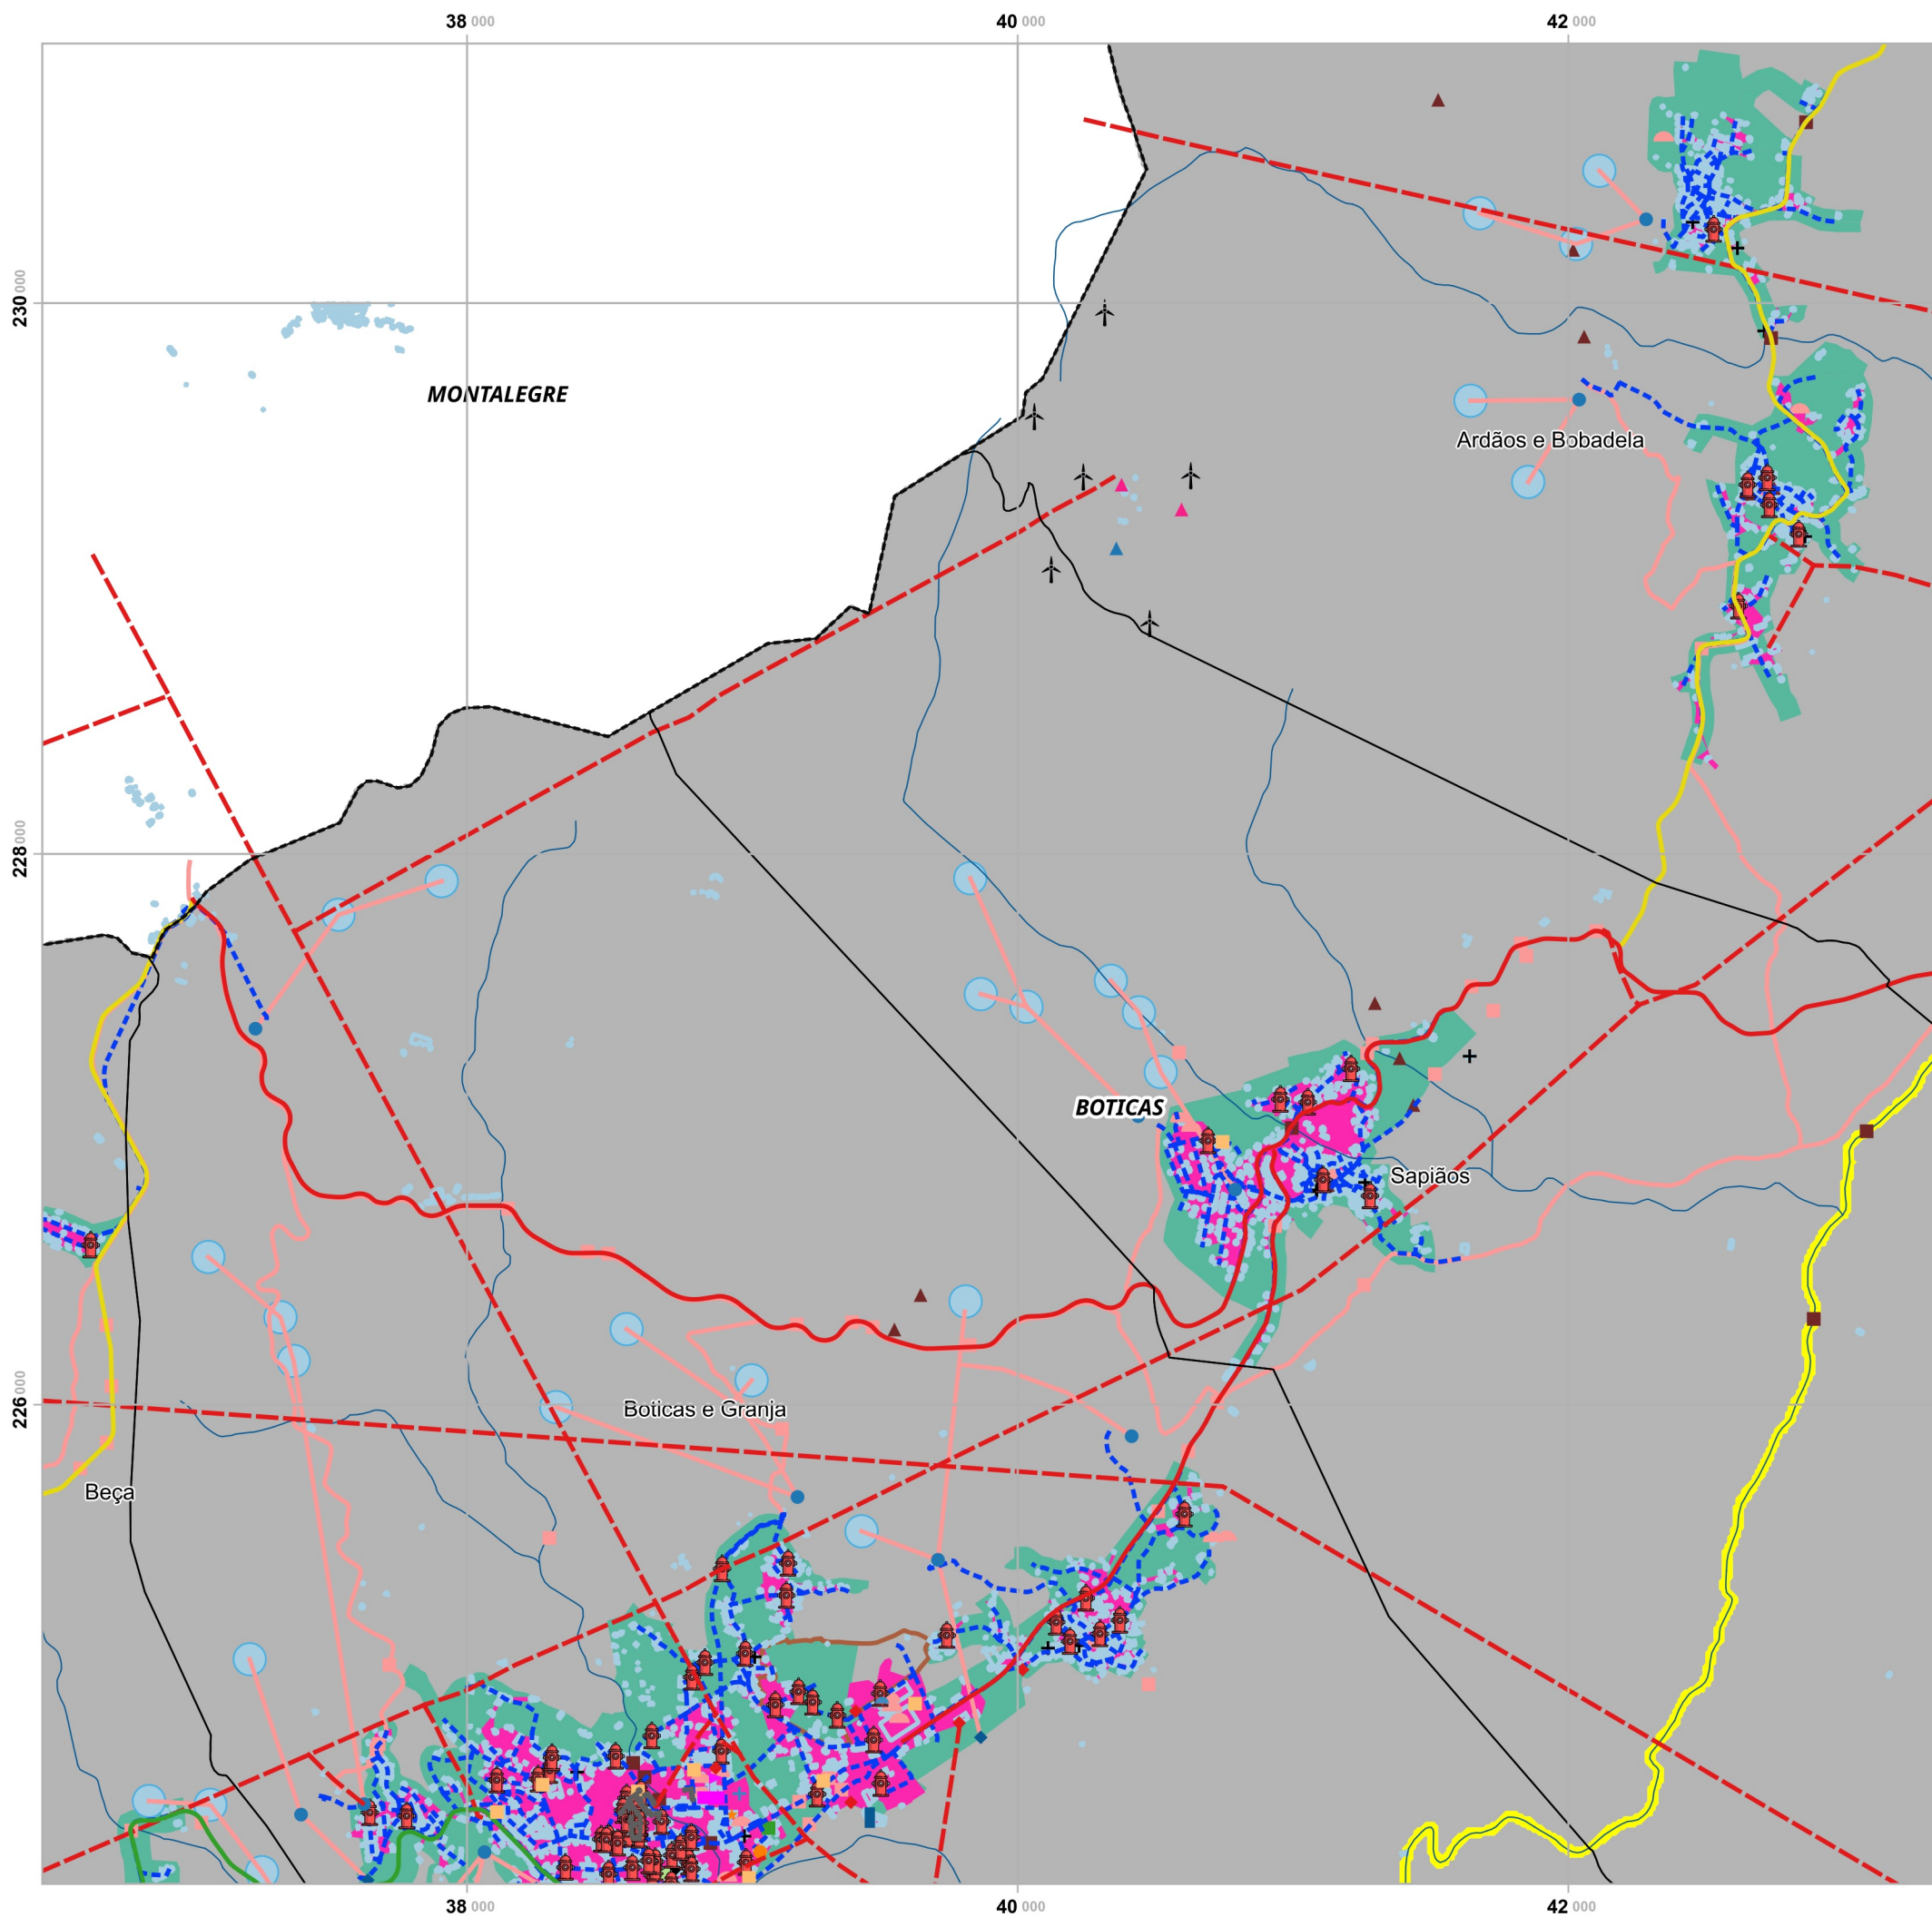 38 000 40 000 42 000
230 000
MONTALEGRE
Ardãos e Bobadela
228 000
BOTICAS
Sapiãos
226 000
Boticas e Granja
Beça
38 000 40 000 42 000